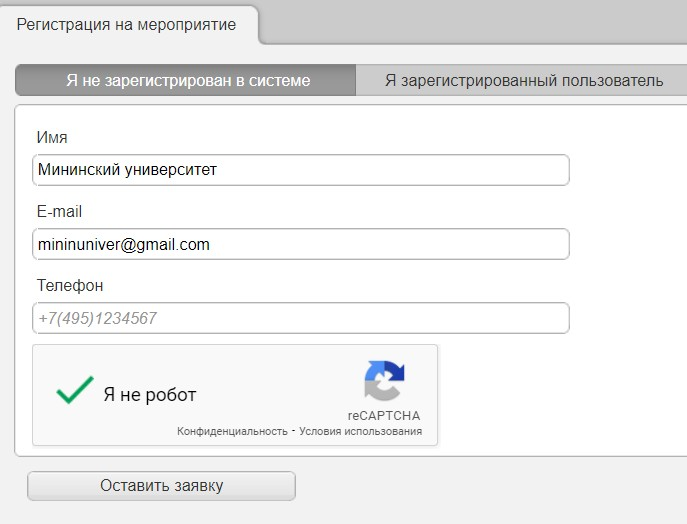 Регистрация на мероприятие
Я не зарегистрирован в системе Я зарегистрированный пользователь
Имя
Мининский университет
E-mail
mininuniver@gmail.com
Телефон
+7(495)1234567
Я не робот
reCAPTCHA
Конфиденциальность - Условия использования
Оставить заявку